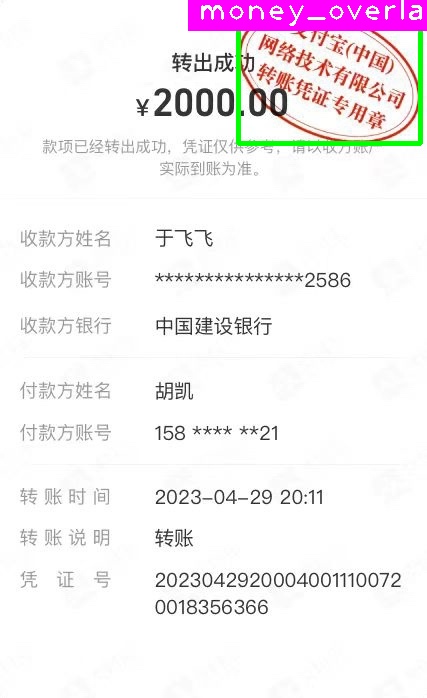 money_overla
支付宝(中国)
网络技术有限公司
转账凭证专用章
转出成功
¥2000.00
款项已经转出成功，凭证仅供参考，请以收方账户
实际到账为准。
收款方姓名 于飞飞
收款方账号 ***************2586
收款方银行 中国建设银行
付款方姓名 胡凯
付款方账号 158 **** **21
转账时间 2023-04-29 20:11
转账说明 转账
凭证号 2023042920004001110072
0018356366